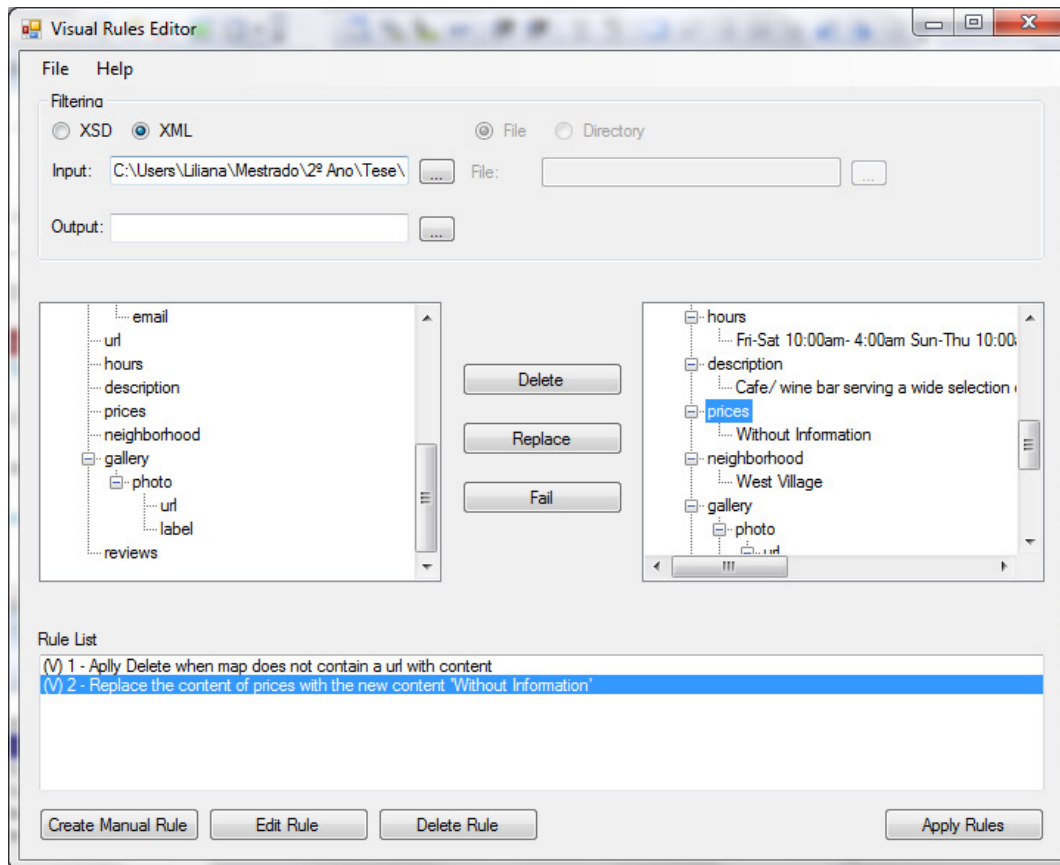 Visual Rules Editor
File Help
Filtering
XSD XML File Directory
Input: C:\Users\Liliana\Mestrado\2º Ano\Tese\ ... File: ...
Output: ...
email
url
hours
description
prices
neighborhood
gallery
photo
url
label
reviews
Delete
Replace
Fail
hours
Fri-Sat 10:00am- 4:00am Sun-Thu 10:00
description
Cafe/ wine bar serving a wide selection
prices
Without Information
neighborhood
West Village
gallery
photo
url
Rule List
(V) 1 - Aplly Delete when map does not contain a url with content
(V) 2 - Replace the content of prices with the new content 'Without Information'
Create Manual Rule Edit Rule Delete Rule Apply Rules